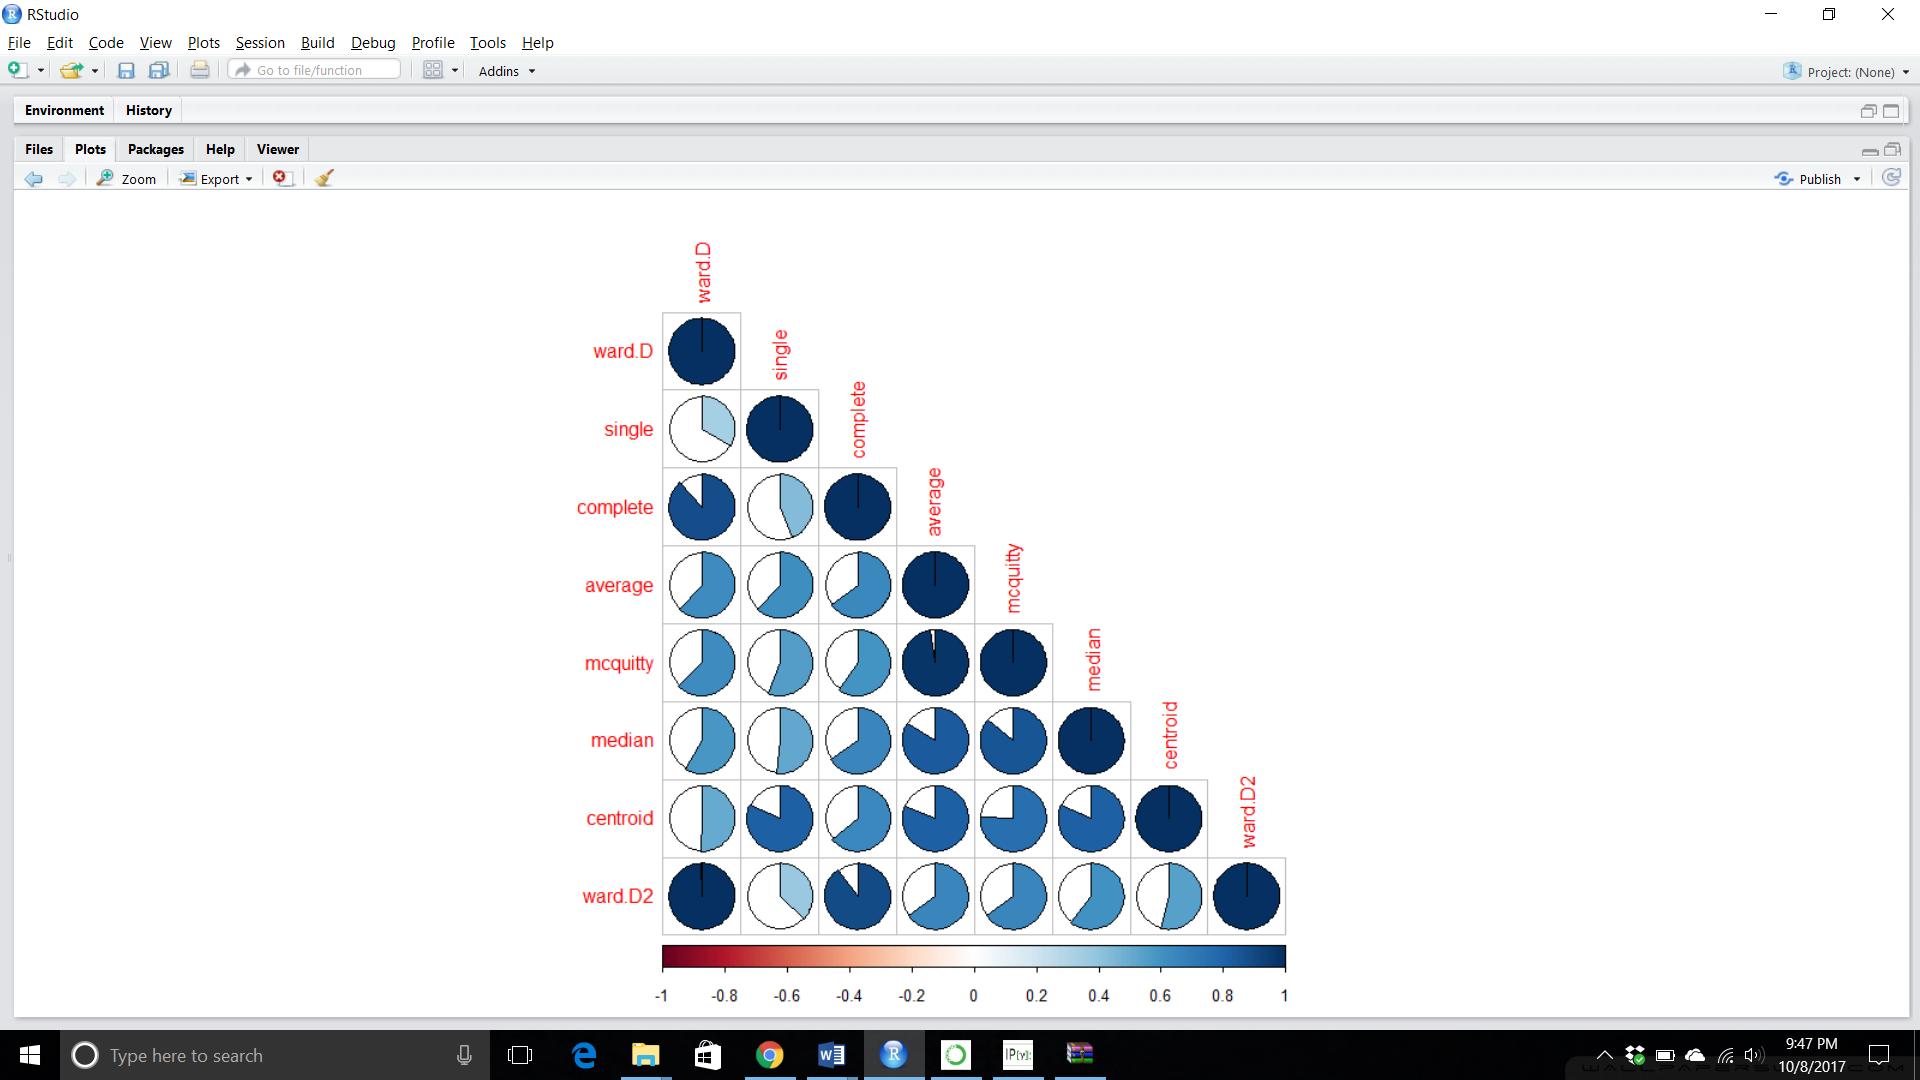 RStudio
File Edit Code View Plots Session Build Debug Profile Tools Help
Go to file/function Addins Project: (None)
Environment History
Files Plots Packages Help Viewer
Zoom Export Publish
ward.D
single
complete
average
mcquitty
median
centroid
ward.D2
ward.D
single
complete
average
mcquitty
median
centroid
ward.D2
-1 -0.8 -0.6 -0.4 -0.2 0 0.2 0.4 0.6 0.8 1
Type here to search
IP[y]:
9:47 PM
10/8/2017